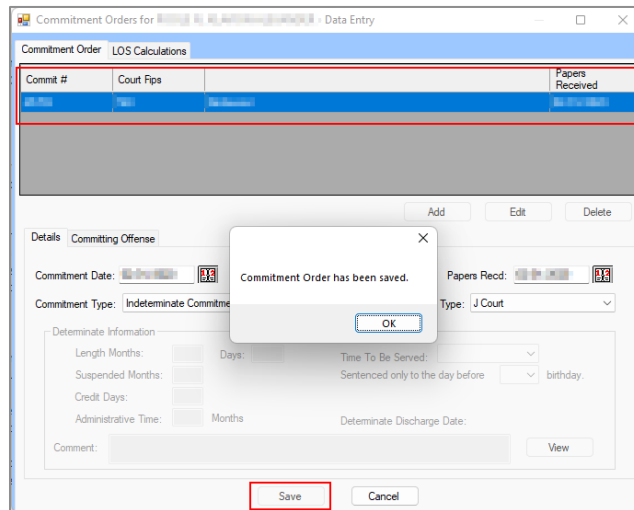 Commitment Orders for - Data Entry
Commitment Order LOS Calculations
Commit # Court Fips Papers Received
Add Edit Delete
Details Committing Offense
Commitment Order has been saved.
OK
Commitment Date: Papers Recd:
Commitment Type: Indeterminate Commitme Type: J Court
Determinate Information
Length Months: Days: Time To Be Served:
Suspended Months: Sentenced only to the day before birthday.
Credit Days:
Administrative Time: Months Determinate Discharge Date:
Comment: View
Save Cancel